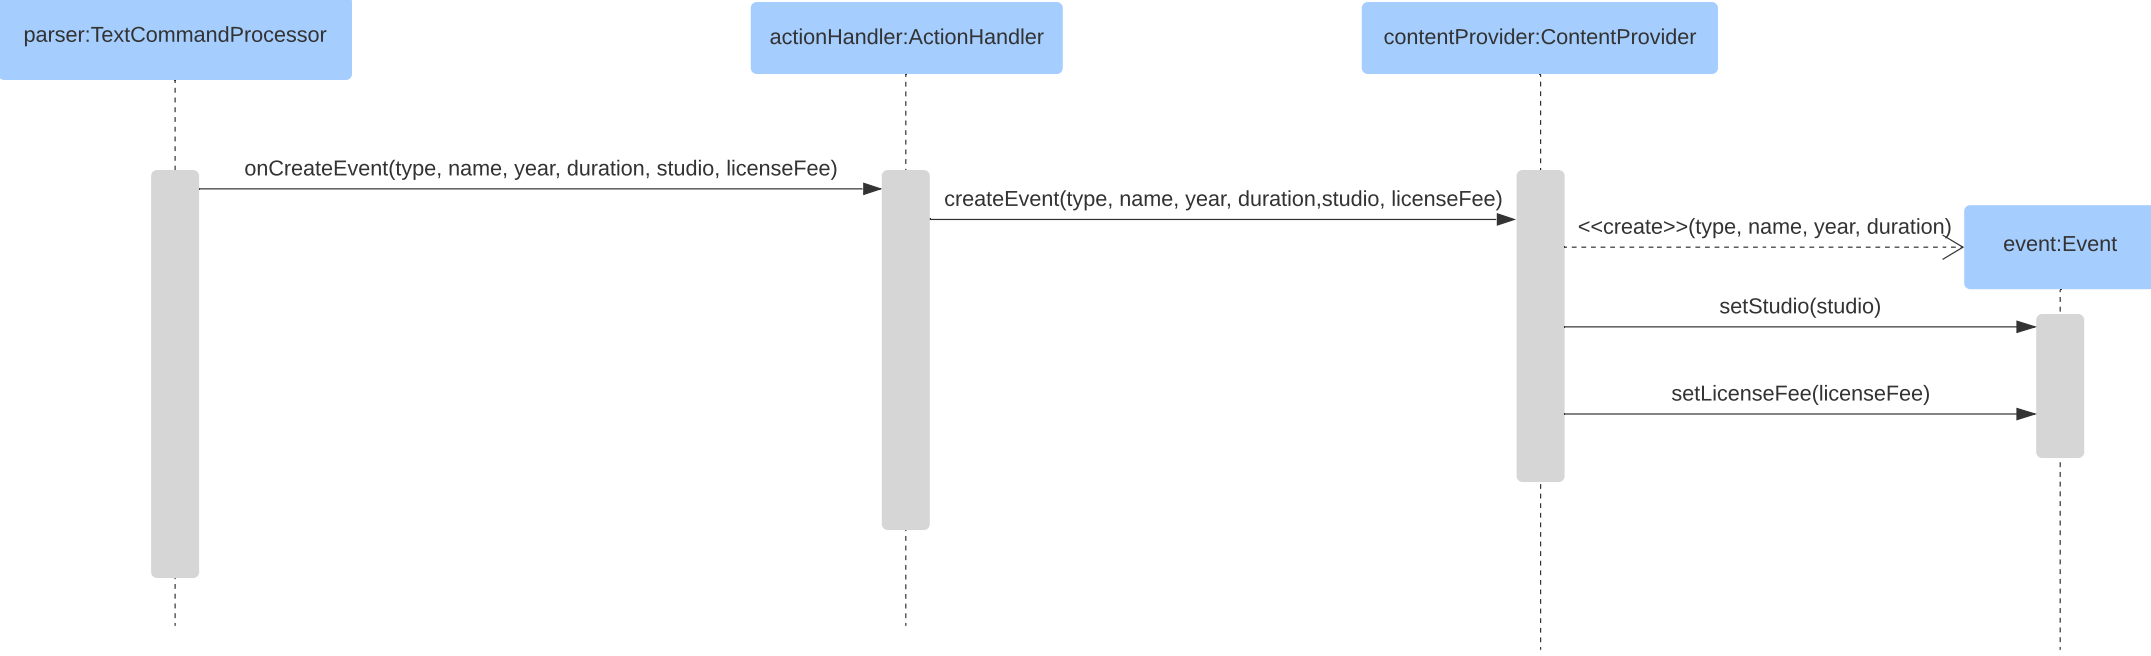 parser:TextCommandProcessor
actionHandler:ActionHandler
contentProvider:ContentProvider
onCreateEvent(type, name, year, duration, studio, licenseFee)
createEvent(type, name, year, duration,studio, licenseFee)
<<create>>(type, name, year, duration)
event:Event
setStudio(studio)
setLicenseFee(licenseFee)